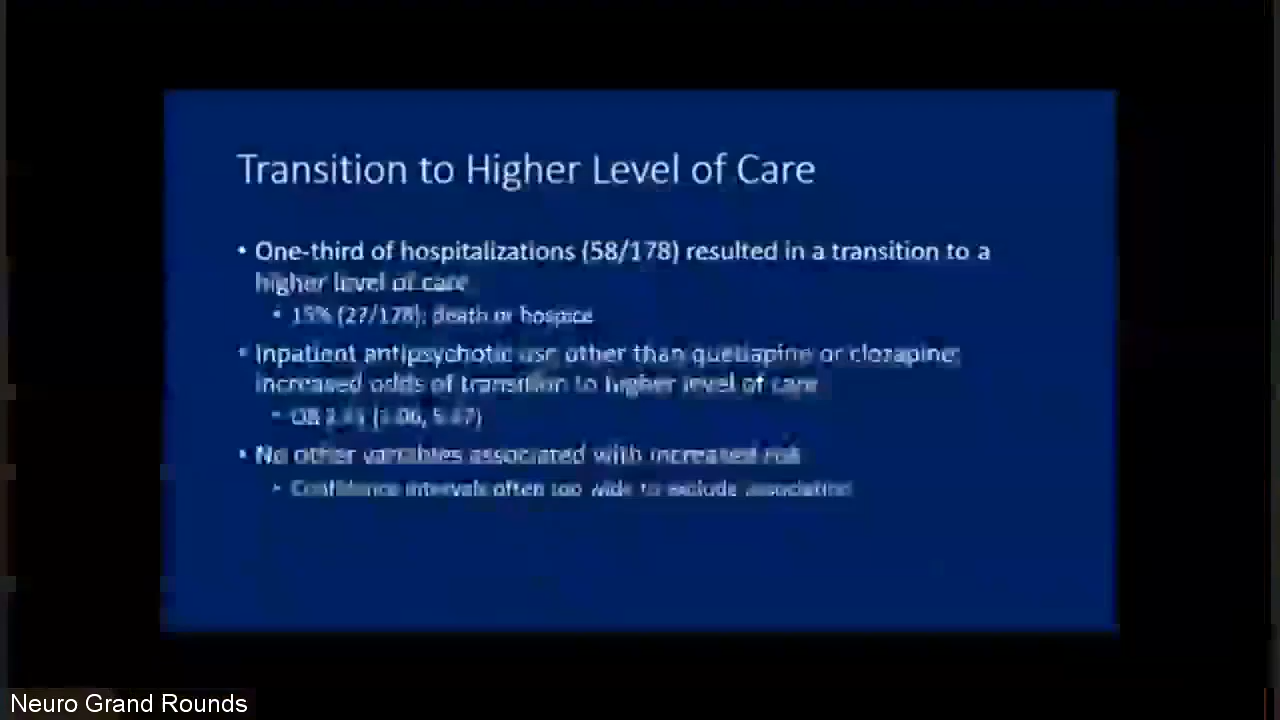 Transition to Higher Level of Care
• One-third of hospitalizations (58/178) resulted in a transition to a
higher level of care
• 15% (27/178): death or hospice
• Inpatient antipsychotic use other than quetiapine or clozapine:
increased odds of transition to higher level of care
• OR
• No other variables associated with increased risk
• Confidence intervals often too wide to exclude association
Neuro Grand Rounds